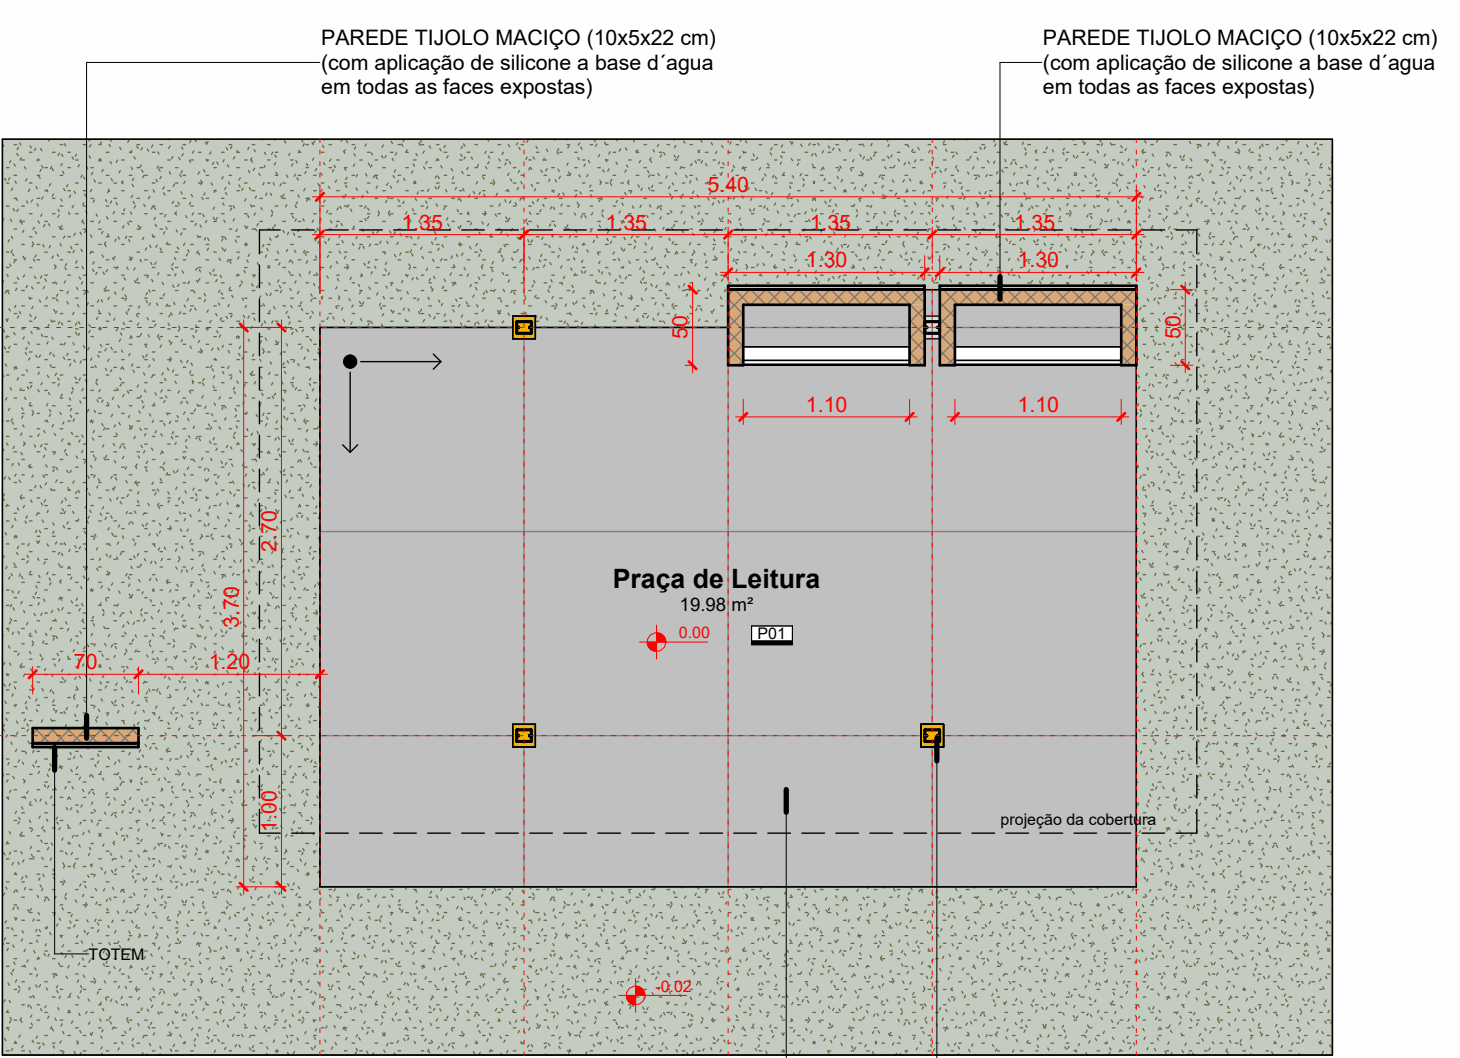 PAREDE TIJOLO MACIÇO (10x5x22 cm)
(com aplicação de silicone a base d´agua
em todas as faces expostas)
PAREDE TIJOLO MACIÇO (10x5x22 cm)
(com aplicação de silicone a base d´agua
em todas as faces expostas)
5.40
1.35
1.35
1.35
1.35
1.30
1.30
50
50
1.10
1.10
2.70
3.70
Praça de Leitura
19.98 m²
0.00
P01
70
1.20
1.00
projeção da cobertura
TOTEM
-0.02